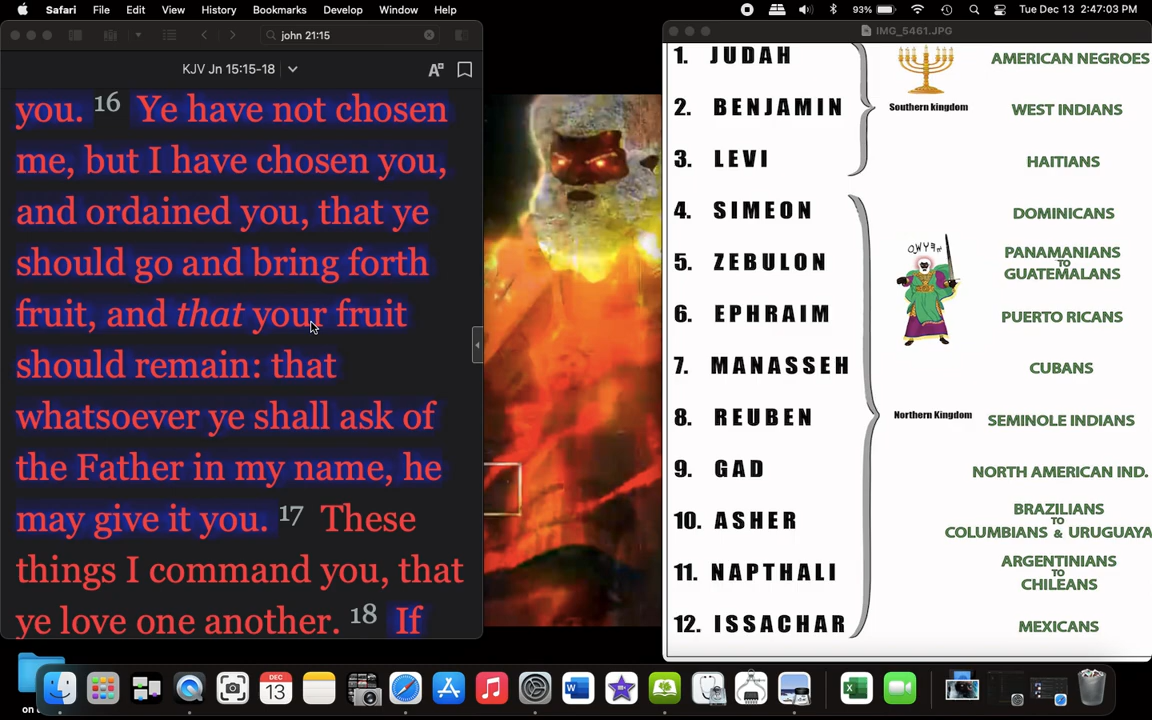 Safari File Edit View History Bookmarks Develop Window Help 93% Tue Dec 13 2:47:03 PM
john 21:15
KJV Jn 15:15-18
you. 16 Ye have not chosen
me, but I have chosen you,
and ordained you, that ye
should go and bring forth
fruit, and that your fruit
should remain: that
whatsoever ye shall ask of
the Father in my name, he
may give it you. 17 These
things I command you, that
ye love one another. 18 If
IMG_5461.JPG
1. JUDAH AMERICAN NEGROES
Southern kingdom
2. BENJAMIN WEST INDIANS
3. LEVI HAITIANS
4. SIMEON DOMINICANS
5. ZEBULON PANAMANIANS
TO
GUATEMALANS
6. EPHRAIM PUERTO RICANS
7. MANASSEH CUBANS
Northern Kingdom
8. REUBEN SEMINOLE INDIANS
9. GAD NORTH AMERICAN IND.
10. ASHER BRAZILIANS
TO
COLUMBIANS & URUGUAYA
11. NAPTHALI ARGENTINIANS
TO
CHILEANS
12. ISSACHAR MEXICANS
DEC
13
on